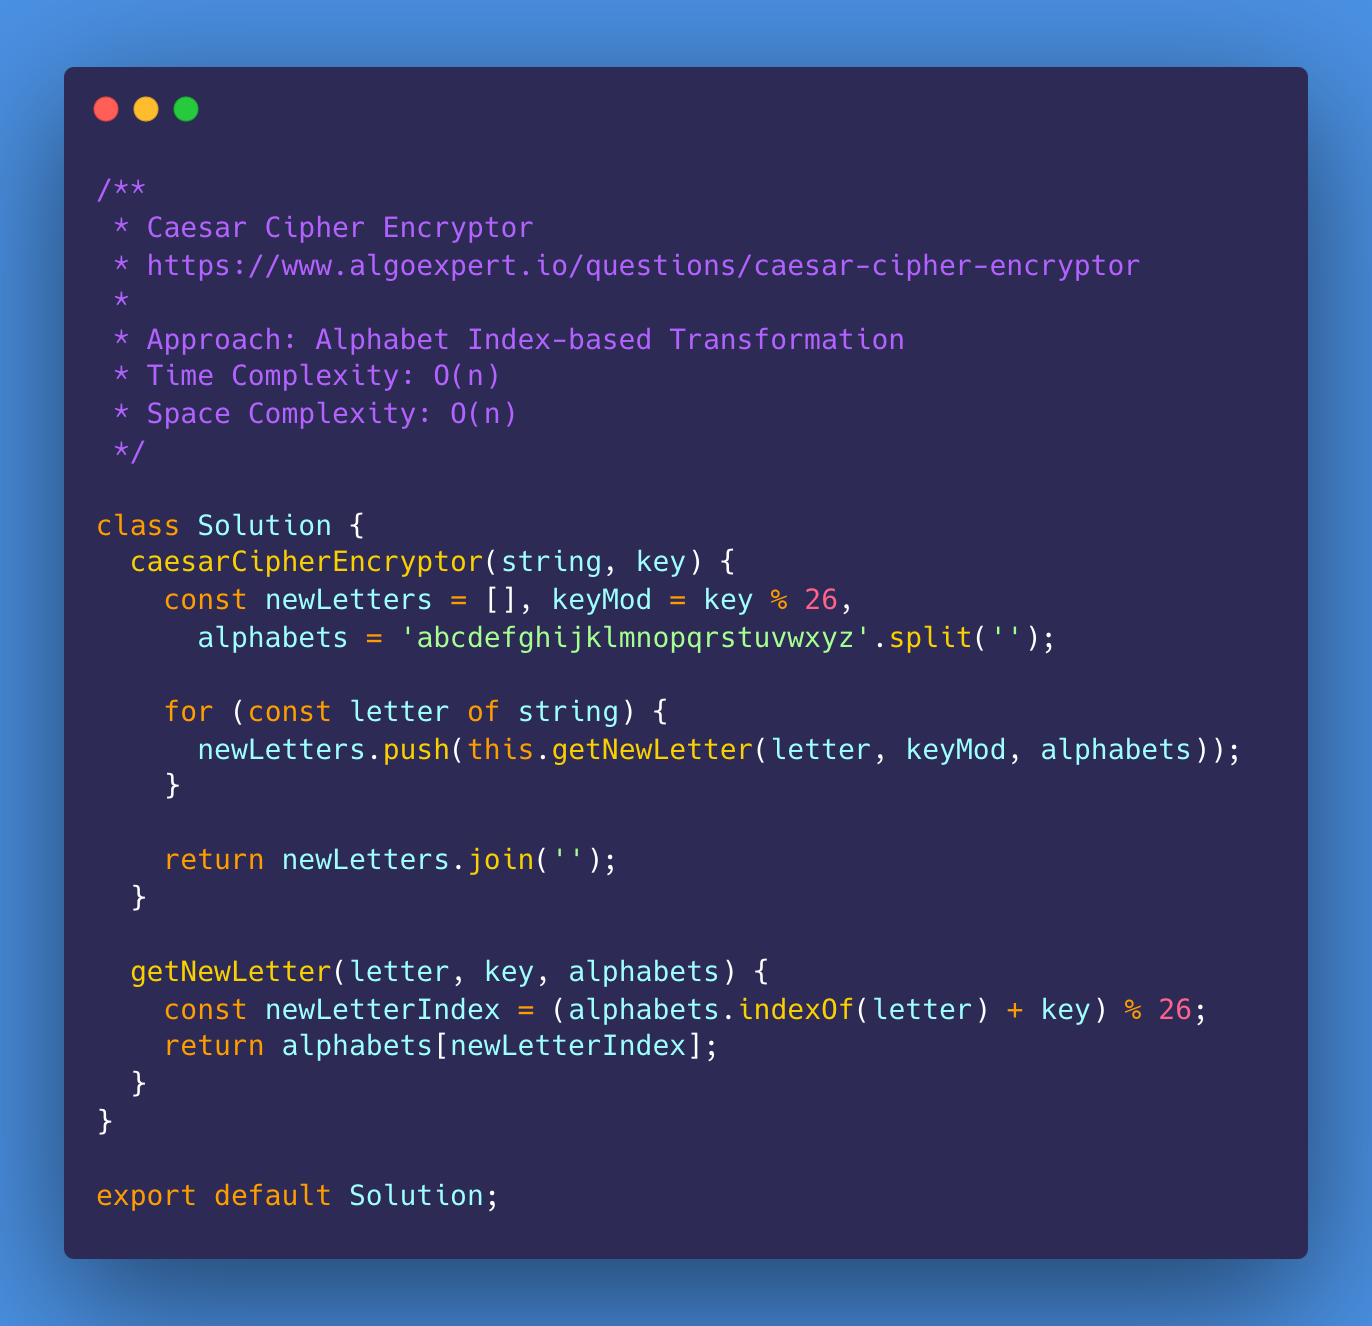 /**
 * Caesar Cipher Encryptor
 * https://www.algoexpert.io/questions/caesar-cipher-encryptor
 *
 * Approach: Alphabet Index-based Transformation
 * Time Complexity: O(n)
 * Space Complexity: O(n)
 */

class Solution {
  caesarCipherEncryptor(string, key) {
    const newLetters = [], keyMod = key % 26,
      alphabets = 'abcdefghijklmnopqrstuvwxyz'.split('');

    for (const letter of string) {
      newLetters.push(this.getNewLetter(letter, keyMod, alphabets));
    }

    return newLetters.join('');
  }

  getNewLetter(letter, key, alphabets) {
    const newLetterIndex = (alphabets.indexOf(letter) + key) % 26;
    return alphabets[newLetterIndex];
  }
}

export default Solution;